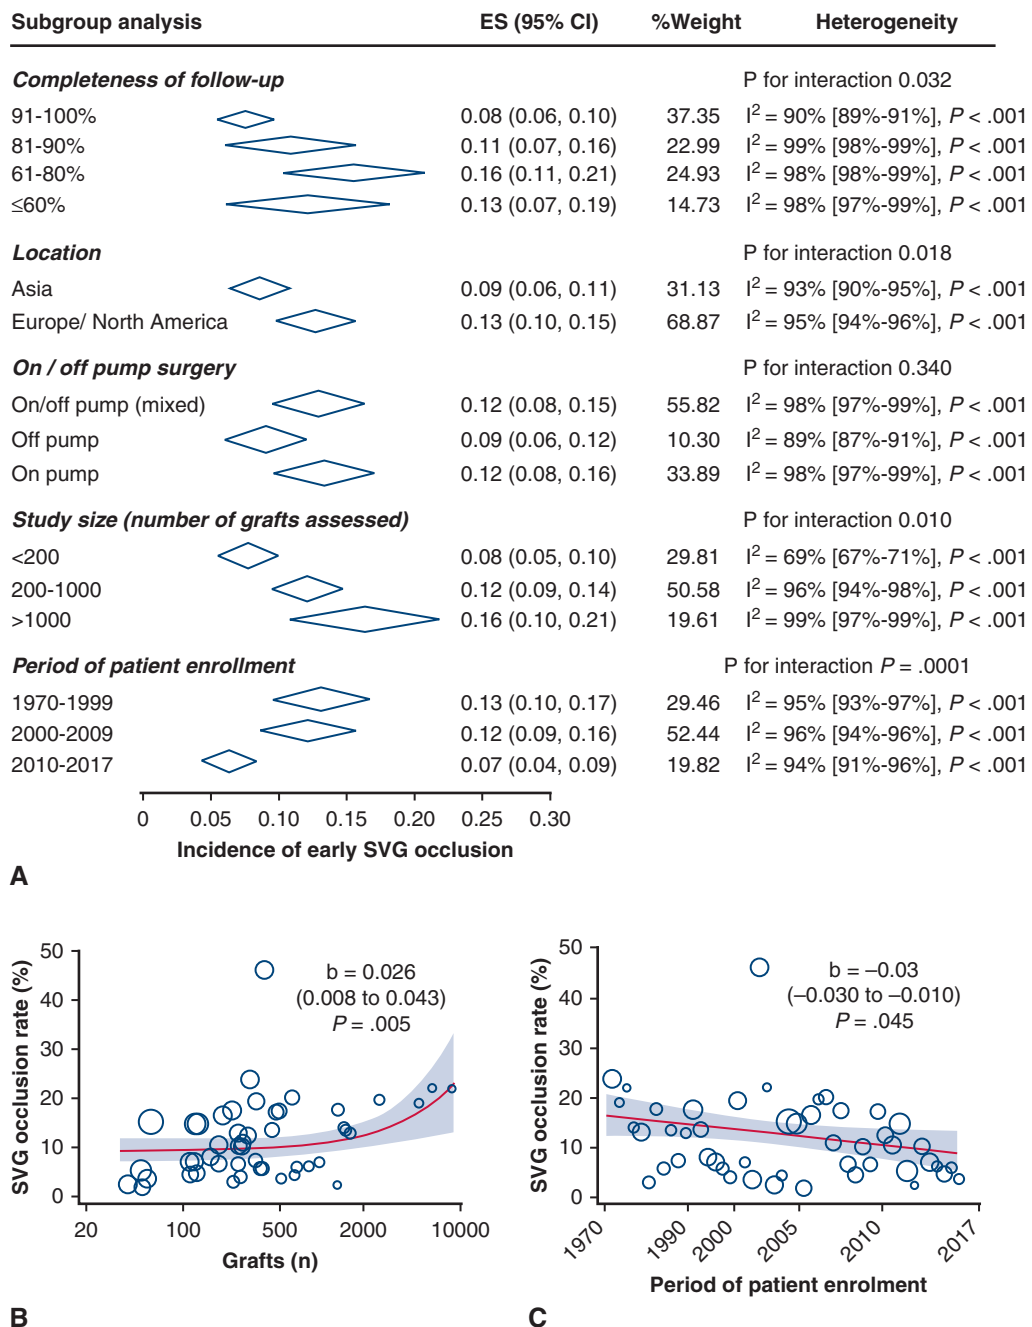 Subgroup analysis ES (95% CI) %Weight Heterogeneity
Completeness of follow-up P for interaction 0.032
91-100% 0.08 (0.06, 0.10) 37.35 I2 = 90% [89%-91%], P < .001
81-90% 0.11 (0.07, 0.16) 22.99 I2 = 99% [98%-99%], P < .001
61-80% 0.16 (0.11, 0.21) 24.93 I2 = 98% [98%-99%], P < .001
≤60% 0.13 (0.07, 0.19) 14.73 I2 = 98% [97%-99%], P < .001
Location P for interaction 0.018
Asia 0.09 (0.06, 0.11) 31.13 I2 = 93% [90%-95%], P < .001
Europe/ North America 0.13 (0.10, 0.15) 68.87 I2 = 95% [94%-96%], P < .001
On / off pump surgery P for interaction 0.340
On/off pump (mixed) 0.12 (0.08, 0.15) 55.82 I2 = 98% [97%-99%], P < .001
Off pump 0.09 (0.06, 0.12) 10.30 I2 = 89% [87%-91%], P < .001
On pump 0.12 (0.08, 0.16) 33.89 I2 = 98% [97%-99%], P < .001
Study size (number of grafts assessed) P for interaction 0.010
<200 0.08 (0.05, 0.10) 29.81 I2 = 69% [67%-71%], P < .001
200-1000 0.12 (0.09, 0.14) 50.58 I2 = 96% [94%-98%], P < .001
>1000 0.16 (0.10, 0.21) 19.61 I2 = 99% [97%-99%], P < .001
Period of patient enrollment P for interaction P = .0001
1970-1999 0.13 (0.10, 0.17) 29.46 I2 = 95% [93%-97%], P < .001
2000-2009 0.12 (0.09, 0.16) 52.44 I2 = 96% [94%-96%], P < .001
2010-2017 0.07 (0.04, 0.09) 19.82 I2 = 94% [91%-96%], P < .001
0 0.05 0.10 0.15 0.20 0.25 0.30
Incidence of early SVG occlusion
A
SVG occlusion rate (%)
50
40
30
20
10
0
b = 0.026
(0.008 to 0.043)
P = .005
20 100 500 2000 10000
Grafts (n)
B
SVG occlusion rate (%)
50
40
30
20
10
0
b = –0.03
(–0.030 to –0.010)
P = .045
1970 1990 2000 2005 2010 2017
Period of patient enrolment
C